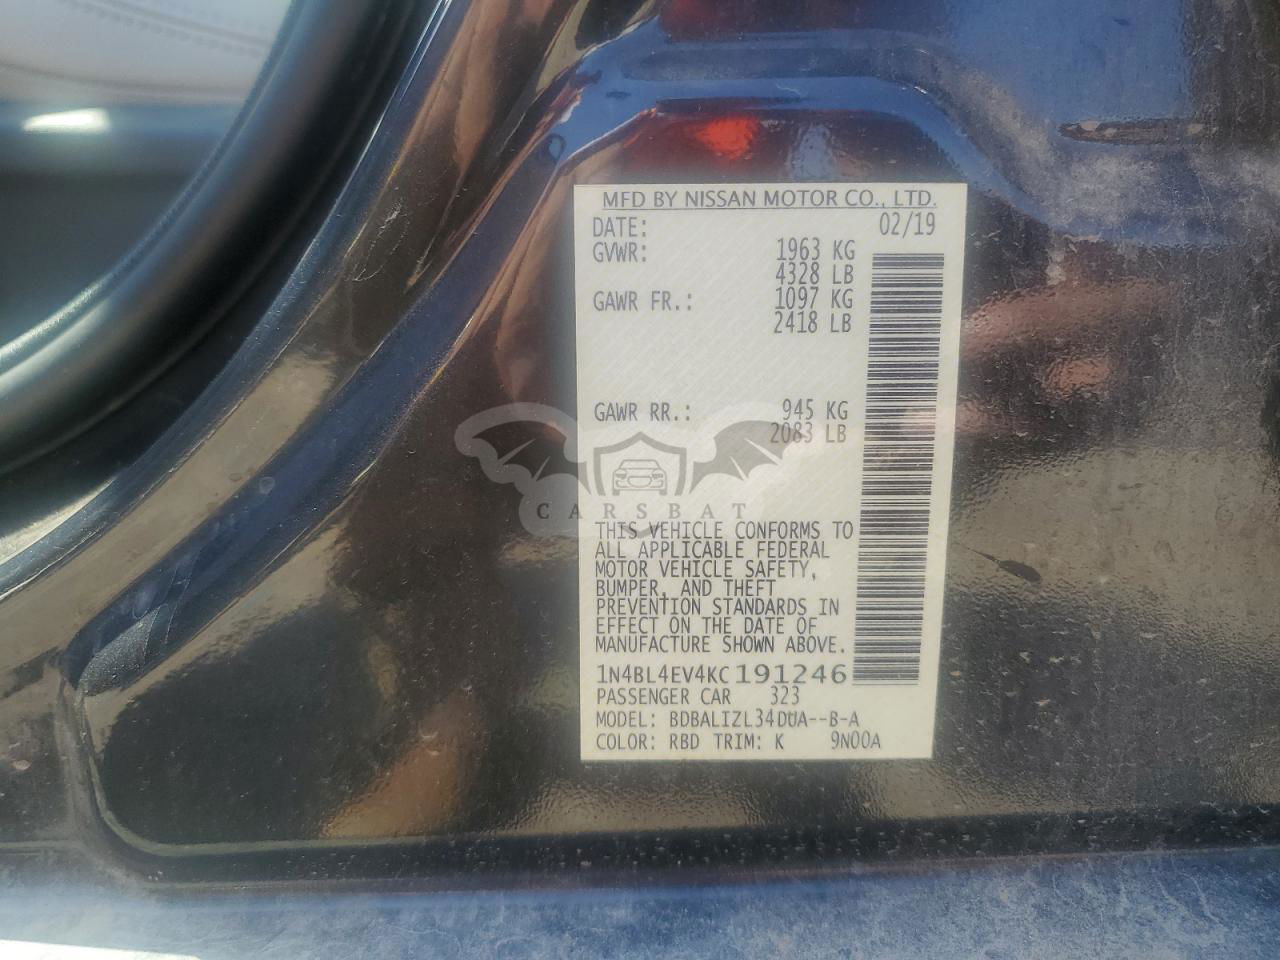 MFD BY NISSAN MOTOR CO., LTD.
DATE: 02/19
GVWR: 1963 KG
4328 LB
GAWR FR.: 1097 KG
2418 LB
GAWR RR.: 945 KG
2083 LB
CARSBAT
THIS VEHICLE CONFORMS TO
ALL APPLICABLE FEDERAL
MOTOR VEHICLE SAFETY,
BUMPER, AND THEFT
PREVENTION STANDARDS IN
EFFECT ON THE DATE OF
MANUFACTURE SHOWN ABOVE.
1N4BL4EV4KC191246
PASSENGER CAR 323
MODEL: BDBALIZL34DUA--B-A
COLOR: RBD TRIM: K 9N00A